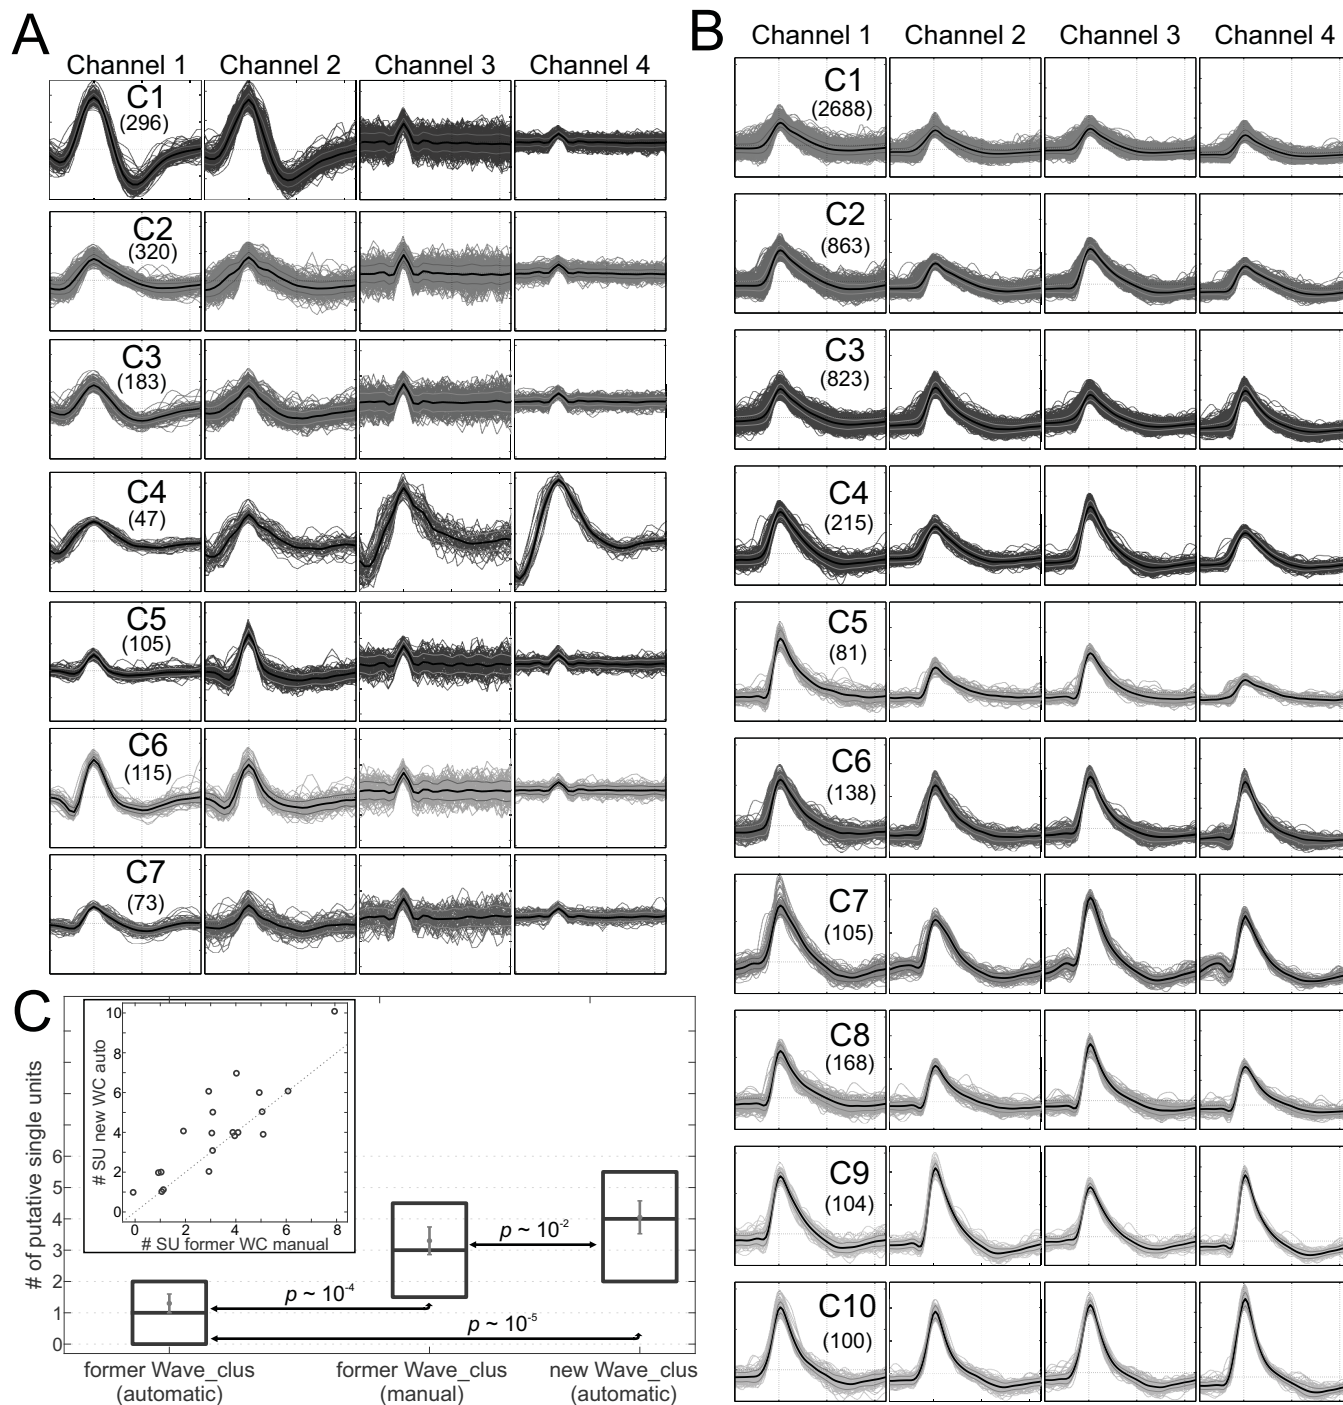 A
Channel 1 Channel 2 Channel 3 Channel 4
C1
(296)
C2
(320)
C3
(183)
C4
(47)
C5
(105)
C6
(115)
C7
(73)
B
Channel 1 Channel 2 Channel 3 Channel 4
C1
(2688)
C2
(863)
C3
(823)
C4
(215)
C5
(81)
C6
(138)
C7
(105)
C8
(168)
C9
(104)
C10
(100)
C
# of putative single units
6
5
4
3
2
1
0
# SU new WC auto
10
8
6
4
2
0
0 2 4 6 8
# SU former WC manual
p ~ 10-2
p ~ 10-4
p ~ 10-5
former Wave_clus former Wave_clus new Wave_clus
(automatic) (manual) (automatic)